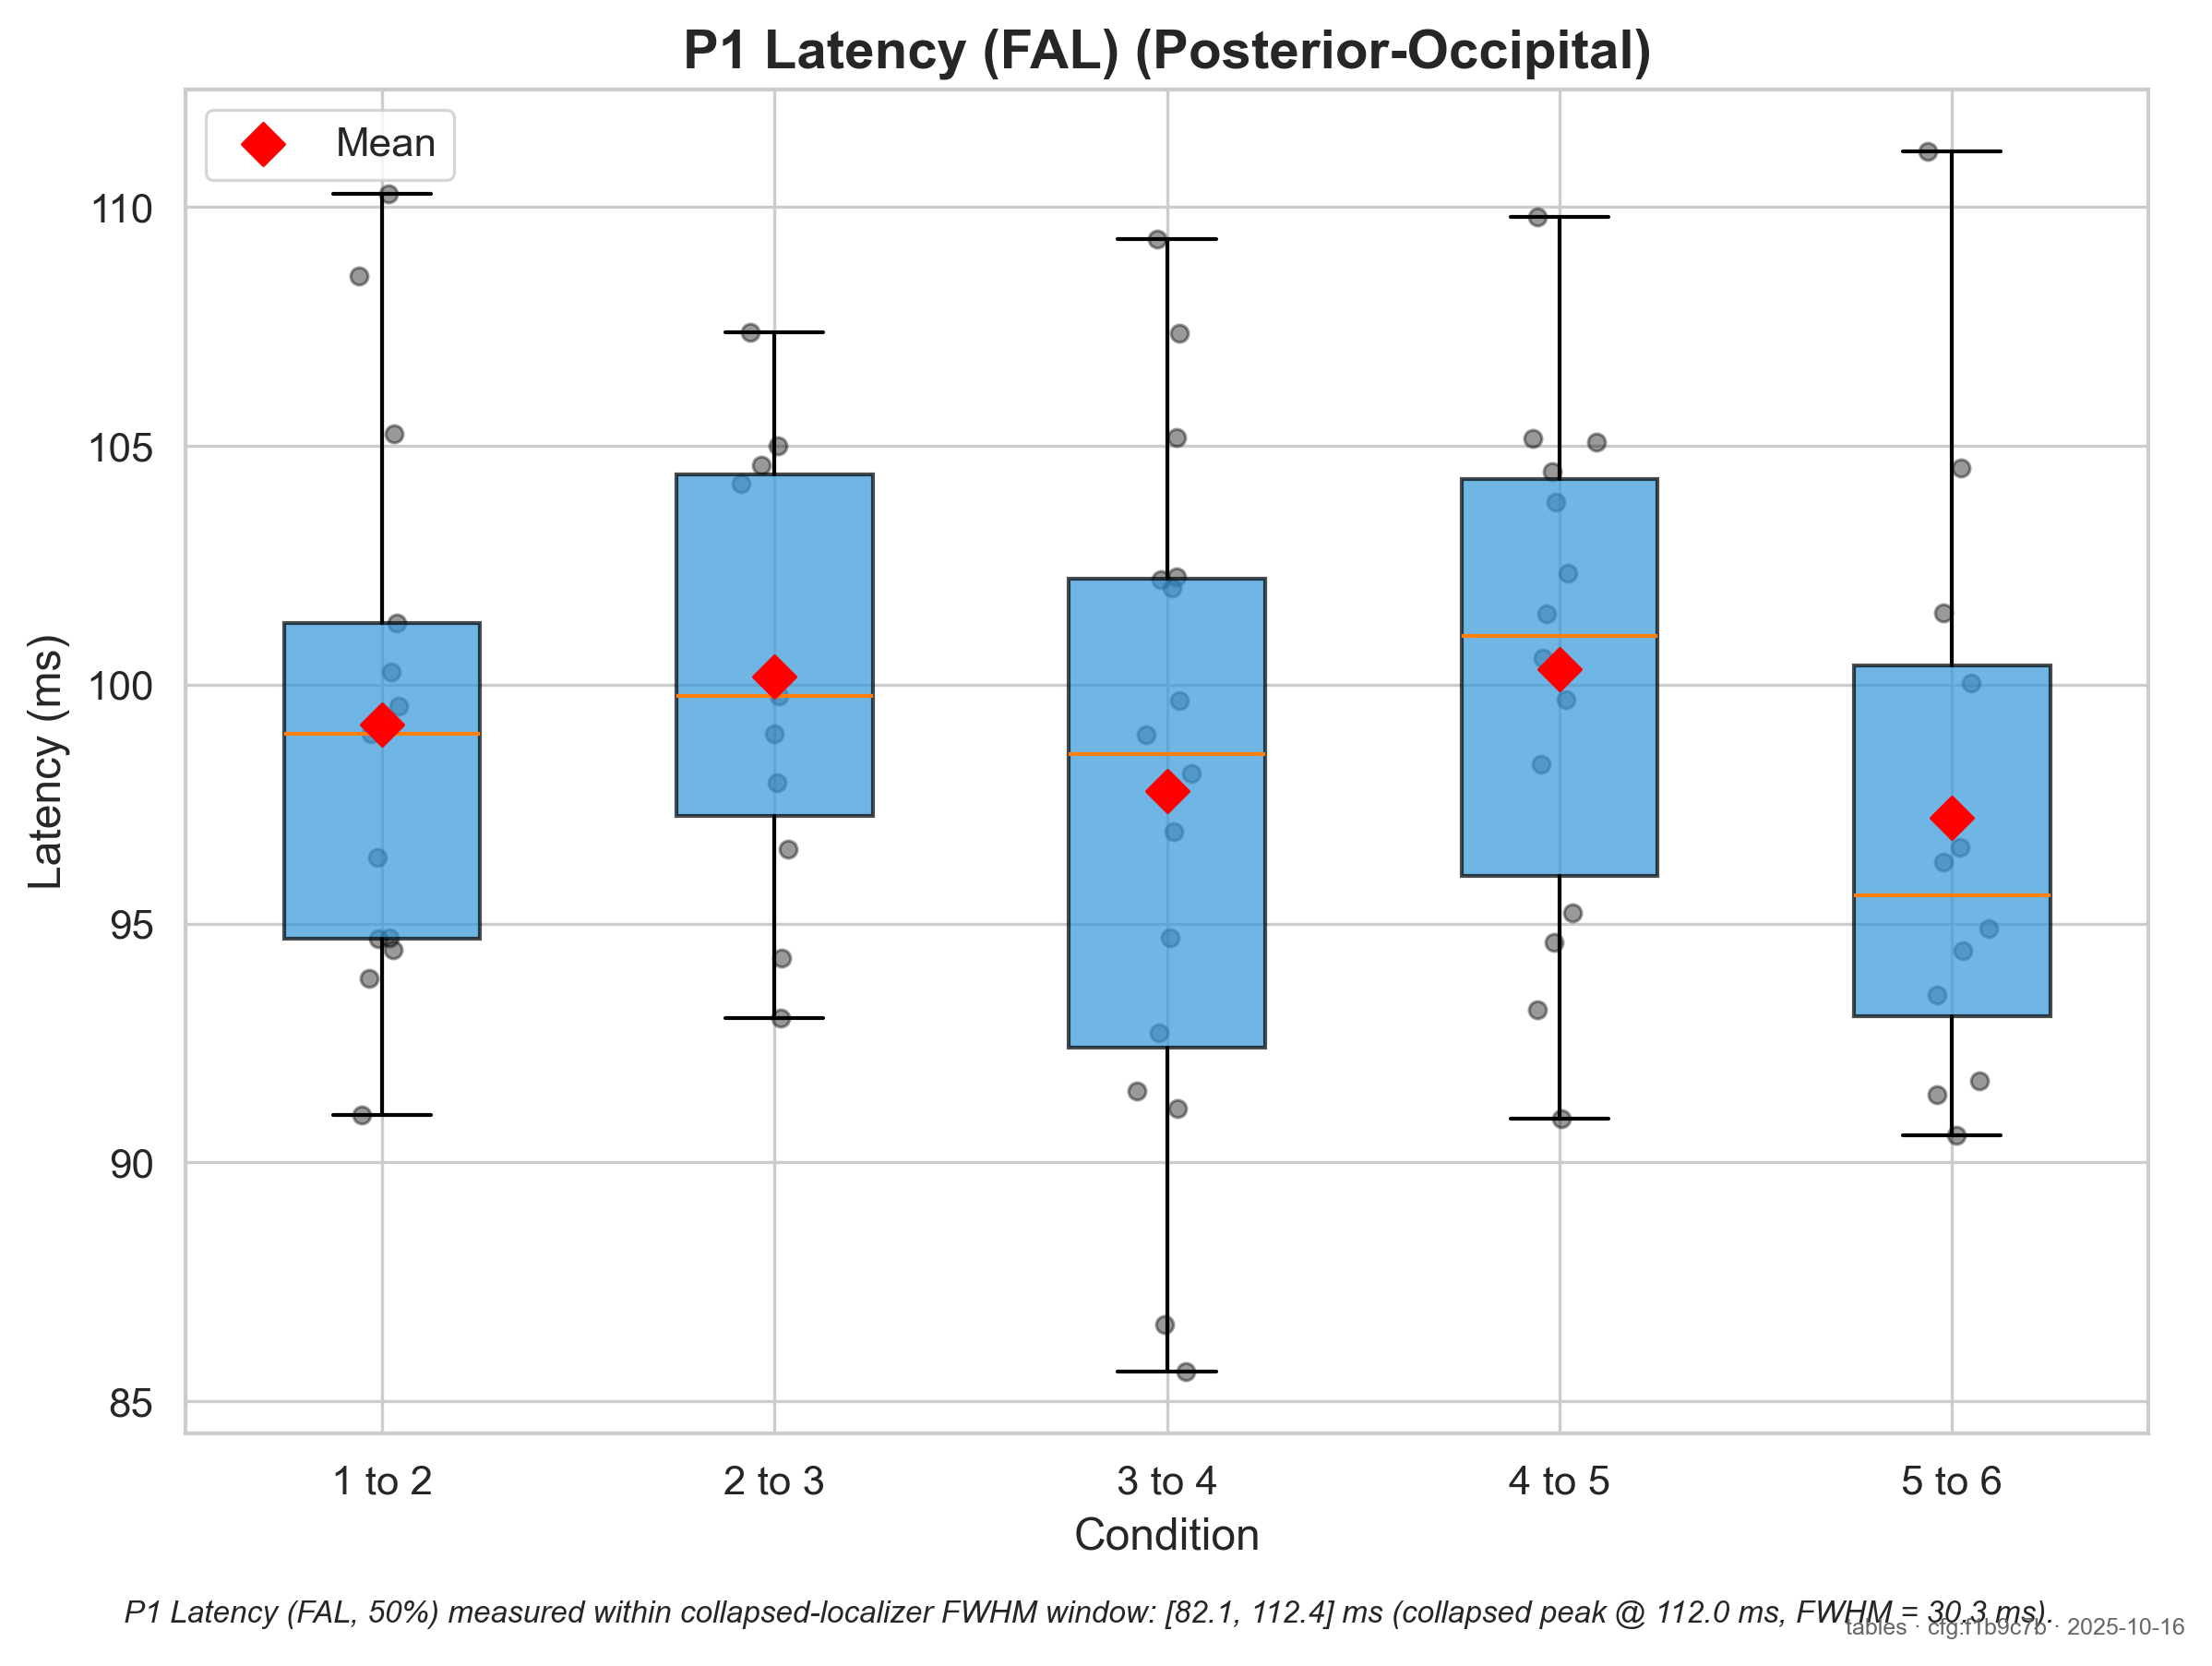 P1 Latency (FAL) (Posterior-Occipital)
Mean
110
105
100
95
90
85
Latency (ms)
1 to 2
2 to 3
3 to 4
4 to 5
5 to 6
Condition
P1 Latency (FAL, 50%) measured within collapsed-localizer FWHM window: [82.1, 112.4] ms (collapsed peak @ 112.0 ms, FWHM = 30.3 ms).
tables · cfg:f1b9c7b · 2025-10-16